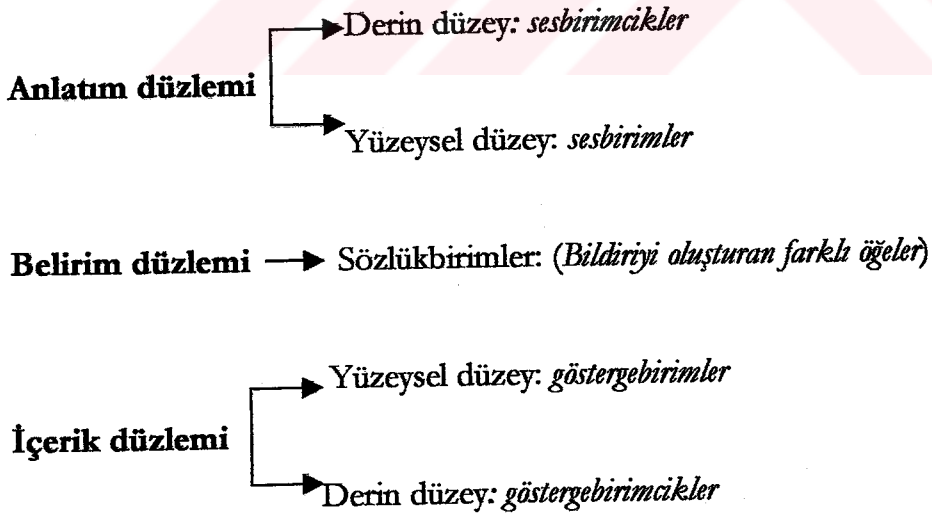 Derin düzey: sesbirimcikler
Anlatım düzlemi
Yüzeysel düzey: sesbirimler
Belirim düzlemi Sözlükbirimler: (Bildiriyi oluşturan farklı öğeler)
Yüzeysel düzey: göstergebirimler
İçerik düzlemi
Derin düzey: göstergebirimcikler